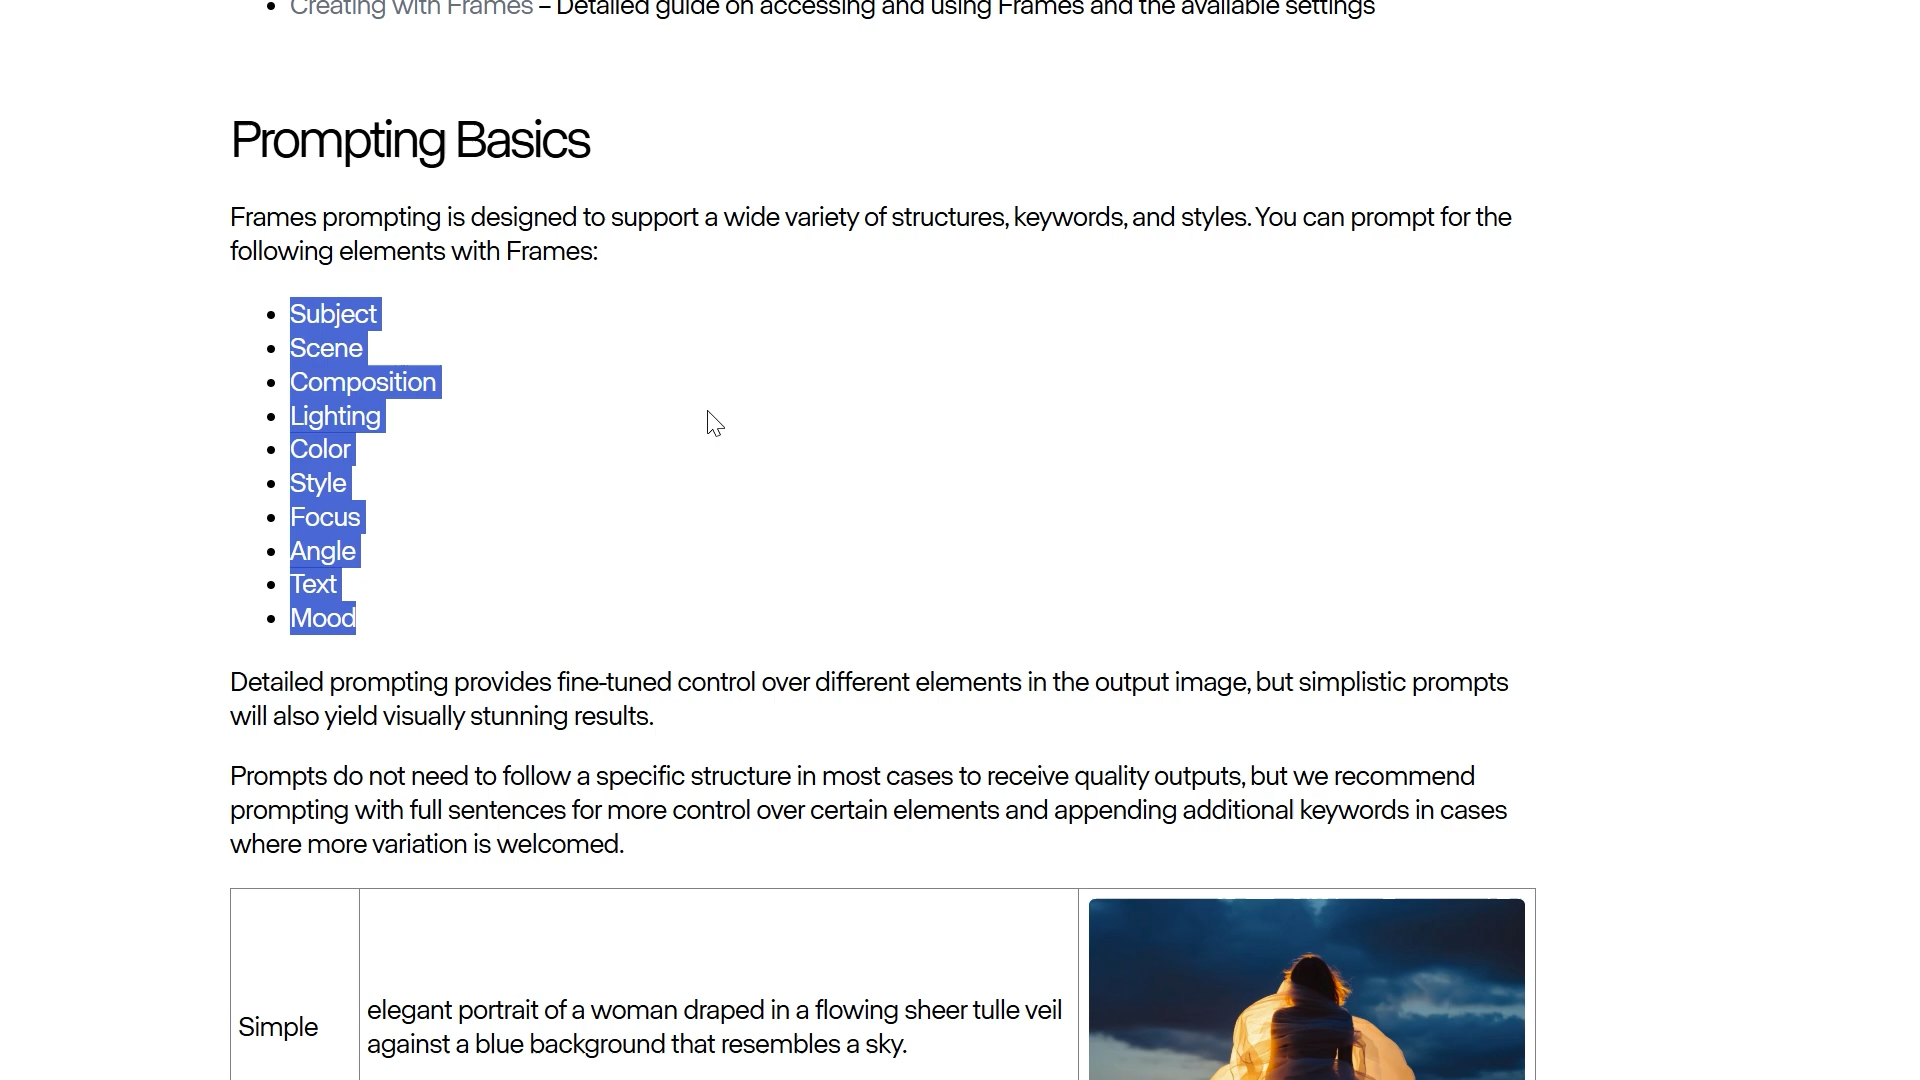 Creating with Frames – Detailed guide on accessing and using Frames and the available settings
Prompting Basics
Frames prompting is designed to support a wide variety of structures, keywords, and styles. You can prompt for the
following elements with Frames:
Subject
Scene
Composition
Lighting
Color
Style
Focus
Angle
Text
Mood
Detailed prompting provides fine-tuned control over different elements in the output image, but simplistic prompts
will also yield visually stunning results.
Prompts do not need to follow a specific structure in most cases to receive quality outputs, but we recommend
prompting with full sentences for more control over certain elements and appending additional keywords in cases
where more variation is welcomed.
Simple
elegant portrait of a woman draped in a flowing sheer tulle veil
against a blue background that resembles a sky.